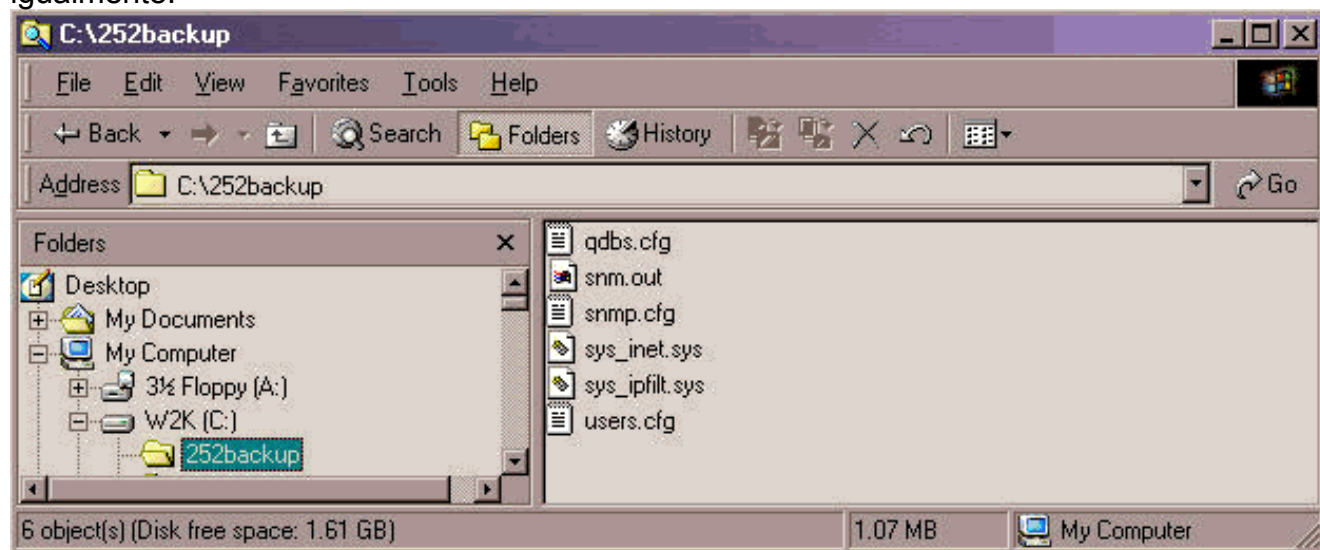 igualmente.
C:\252backup
File Edit View Favorites Tools Help
Back Search Folders History
Address C:\252backup Go
Folders
Desktop
My Documents
My Computer
3½ Floppy (A:)
W2K (C:)
252backup
qdbs.cfg
snm.out
snmp.cfg
sys_inet.sys
sys_ipfilt.sys
users.cfg
6 object(s) (Disk free space: 1.61 GB) 1.07 MB My Computer